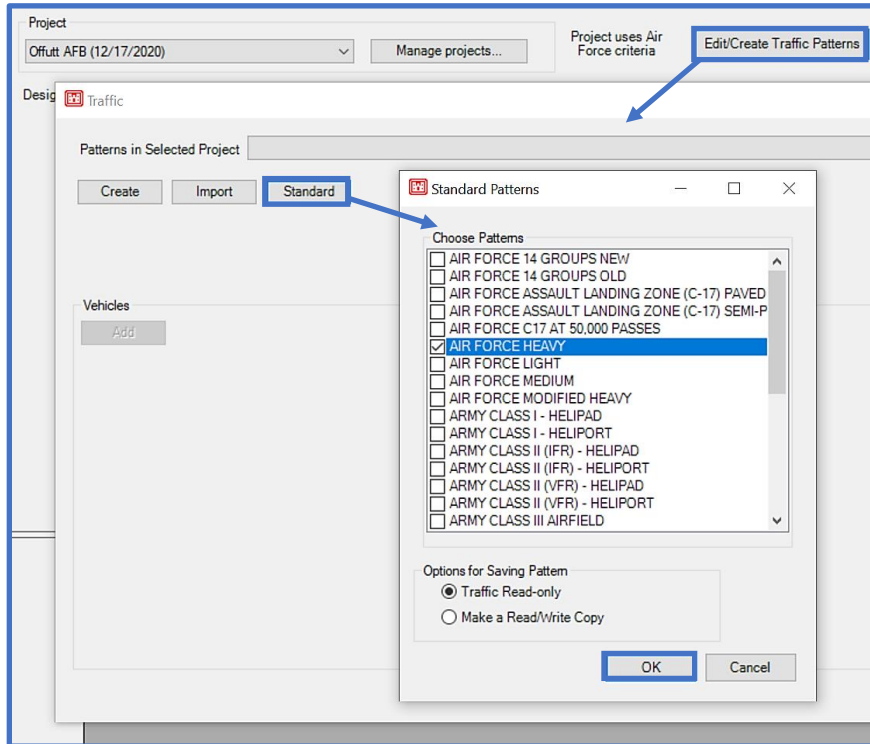 Project
Offutt AFB (12/17/2020)
Manage projects...
Project uses Air
Force criteria
Edit/Create Traffic Patterns
Desig
Traffic
Patterns in Selected Project
Create
Import
Standard
Standard Patterns
Choose Patterns
AIR FORCE 14 GROUPS NEW
AIR FORCE 14 GROUPS OLD
AIR FORCE ASSAULT LANDING ZONE (C-17) PAVED
AIR FORCE ASSAULT LANDING ZONE (C-17) SEMI-P
AIR FORCE C17 AT 50,000 PASSES
AIR FORCE HEAVY
AIR FORCE LIGHT
AIR FORCE MEDIUM
AIR FORCE MODIFIED HEAVY
ARMY CLASS I - HELIPAD
ARMY CLASS I - HELIPORT
ARMY CLASS II (IFR) - HELIPAD
ARMY CLASS II (IFR) - HELIPORT
ARMY CLASS II (VFR) - HELIPAD
ARMY CLASS II (VFR) - HELIPORT
ARMY CLASS III AIRFIELD
Vehicles
Add
Options for Saving Pattern
Traffic Read-only
Make a Read/Write Copy
OK
Cancel